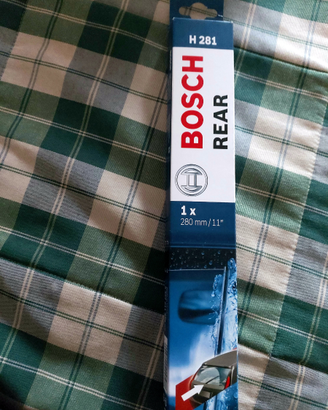 H 281
BOSCH
REAR
1 x
280 mm / 11"